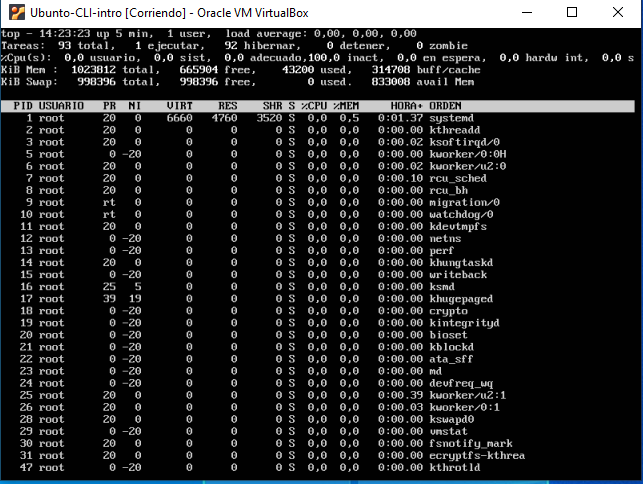 Ubunto-CLI-intro [Corriendo] - Oracle VM VirtualBox
top - 14:23:23 up 5 min,  1 user,  load average: 0,00, 0,00, 0,00
Tareas:  93 total,   1 ejecutar,  92 hibernar,   0 detener,   0 zombie
%Cpu(s):  0,0 usuario,  0,0 sist,  0,0 adecuado,100,0 inact,  0,0 en espera,  0,0 hardw int,  0,0 s
KiB Mem :  1023812 total,   665904 free,    43200 used,   314708 buff/cache
KiB Swap:   998396 total,   998396 free,        0 used.   833008 avail Mem
PID USUARIO PR NI VIRT RES SHR S %CPU %MEM HORA+ ORDEN
1 root 20 0 6660 4760 3520 S 0,0 0,5 0:01.37 systemd
2 root 20 0 0 0 0 S 0,0 0,0 0:00.00 kthreadd
3 root 20 0 0 0 0 S 0,0 0,0 0:00.02 ksoftirqd/0
5 root 0 -20 0 0 0 S 0,0 0,0 0:00.00 kworker/0:0H
6 root 20 0 0 0 0 S 0,0 0,0 0:00.02 kworker/u2:0
7 root 20 0 0 0 0 S 0,0 0,0 0:00.10 rcu_sched
8 root 20 0 0 0 0 S 0,0 0,0 0:00.00 rcu_bh
9 root rt 0 0 0 0 S 0,0 0,0 0:00.00 migration/0
10 root rt 0 0 0 0 S 0,0 0,0 0:00.00 watchdog/0
11 root 20 0 0 0 0 S 0,0 0,0 0:00.00 kdevtmpfs
12 root 0 -20 0 0 0 S 0,0 0,0 0:00.00 netns
13 root 0 -20 0 0 0 S 0,0 0,0 0:00.00 perf
14 root 20 0 0 0 0 S 0,0 0,0 0:00.00 khungtaskd
15 root 0 -20 0 0 0 S 0,0 0,0 0:00.00 writeback
16 root 25 5 0 0 0 S 0,0 0,0 0:00.00 ksmd
17 root 39 19 0 0 0 S 0,0 0,0 0:00.00 khugepaged
18 root 0 -20 0 0 0 S 0,0 0,0 0:00.00 crypto
19 root 0 -20 0 0 0 S 0,0 0,0 0:00.00 kintegrityd
20 root 0 -20 0 0 0 S 0,0 0,0 0:00.00 bioset
21 root 0 -20 0 0 0 S 0,0 0,0 0:00.00 kblockd
22 root 0 -20 0 0 0 S 0,0 0,0 0:00.00 ata_sff
23 root 0 -20 0 0 0 S 0,0 0,0 0:00.00 md
24 root 0 -20 0 0 0 S 0,0 0,0 0:00.00 devfreq_wq
25 root 20 0 0 0 0 S 0,0 0,0 0:00.39 kworker/u2:1
26 root 20 0 0 0 0 S 0,0 0,0 0:00.03 kworker/0:1
28 root 20 0 0 0 0 S 0,0 0,0 0:00.00 kswapd0
29 root 0 -20 0 0 0 S 0,0 0,0 0:00.00 vmstat
30 root 20 0 0 0 0 S 0,0 0,0 0:00.00 fsnotify_mark
31 root 20 0 0 0 0 S 0,0 0,0 0:00.00 ecryptfs-kthrea
47 root 0 -20 0 0 0 S 0,0 0,0 0:00.00 kthrotld